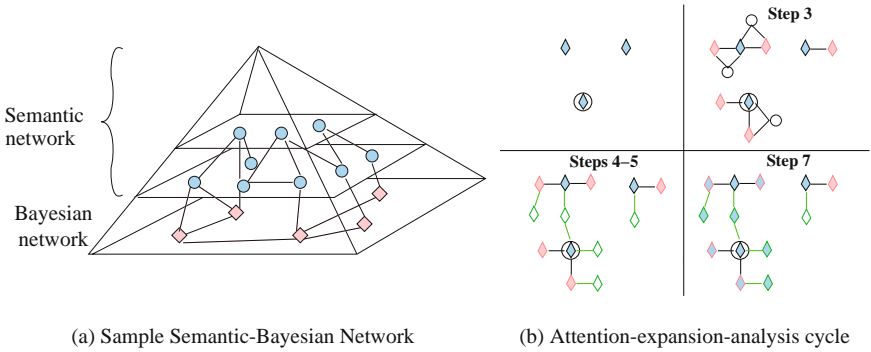 Step 3
Semantic
network
Steps 4–5
Step 7
Bayesian
network
(a) Sample Semantic-Bayesian Network
(b) Attention-expansion-analysis cycle